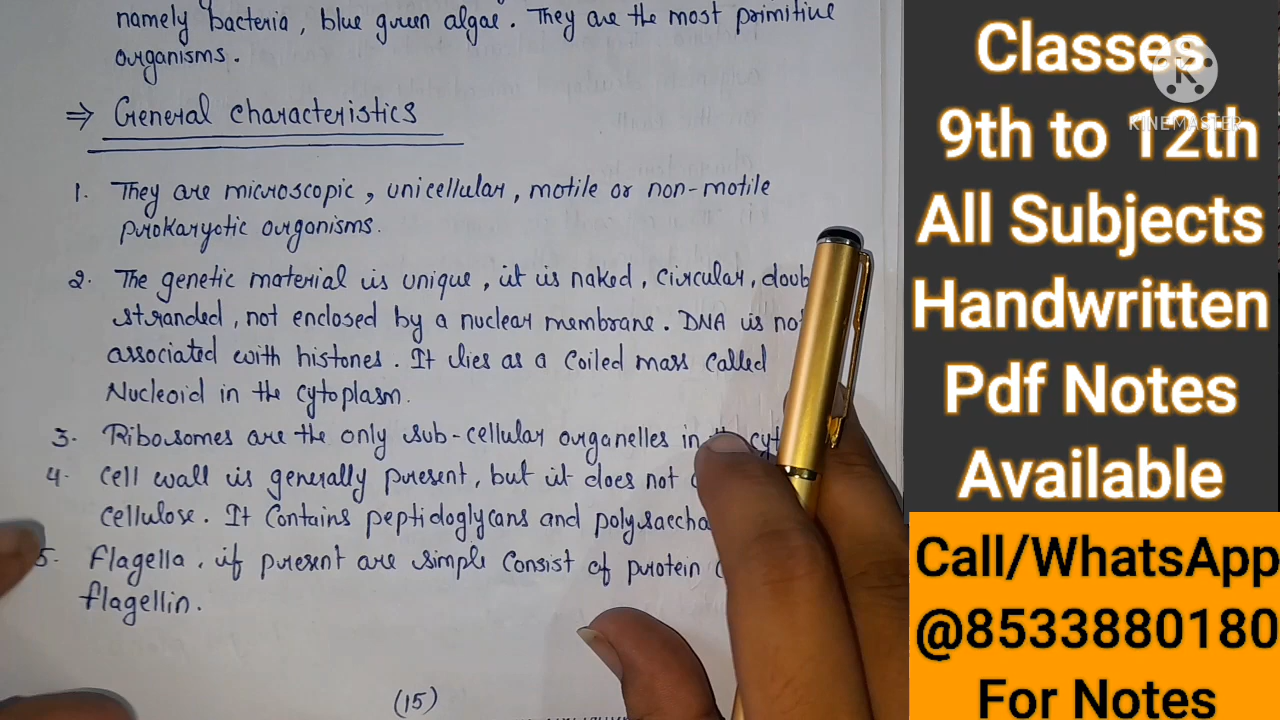 namely bacteria, blue green algae. They are the most primitive
organisms.
⇒ General characteristics
1. They are microscopic, unicellular, motile or non-motile
prokaryotic organisms.
2. The genetic material is unique, it is naked, circular, doub
stranded, not enclosed by a nuclear membrane. DNA is not
associated with histones. It lies as a coiled mass called
Nucleoid in the cytoplasm.
3. Ribosomes are the only sub-cellular organelles in the cyt
4. Cell wall is generally present, but it does not
cellulose. It contains peptidoglycans and polysaccha
5. Flagella, if present are simple consist of protein
flagellin.
(15)
Classes
9th to 12th
All Subjects
Handwritten
Pdf Notes
Available
Call/WhatsApp
@8533880180
For Notes
K
KINEMASTER